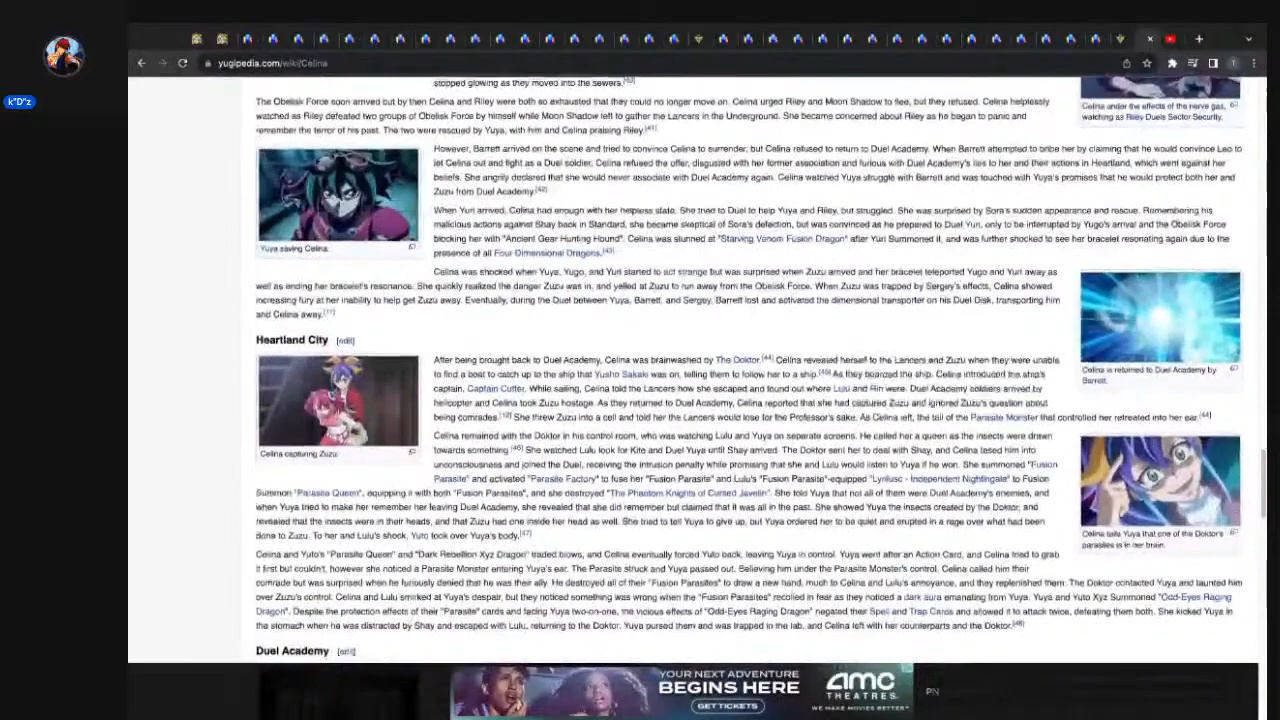 yugipedia.com/wiki/Celina
k"D"z
stopped glowing as they moved into the sewers.
The Obelisk Force soon arrived but by then Celina and Riley were both so exhausted that they could no longer move on. Celina urged Riley and Moon Shadow to flee, but they refused. Celina helplessly
watched as Riley defeated two groups of Obelisk Force by himself while Moon Shadow left to gather the Lancers in the Underground. She became concerned about Riley as he began to panic and
remember the terror of his past. The two were rescued by Yuya, with him and Celina praising Riley.[41]
Celina under the effects of the nerve gas,
watching as Riley Duels Sector Security.
However, Barrett arrived on the scene and tried to convince Celina to surrender, but Celina refused to return to Duel Academy. When Barrett attempted to bribe her by claiming that he would convince Leo to
let Celina out and fight as a Duel soldier, Celina refused the offer, disgusted with her former association and furious with Duel Academy's lies to her and their actions in Heartland, which went against her
beliefs. She angrily declared that she would never associate with Duel Academy again. Celina watched Yuya struggle with Barrett and was touched with Yuya's promises that he would protect both her and
Zuzu from Duel Academy.[42]
When Yuri arrived, Celina had enough with her helpless state. She tried to Duel to help Yuya and Riley, but struggled. She was surprised by Sora's sudden appearance and rescue. Remembering his
malicious actions against Shay back in Standard, she became skeptical of Sora's defection, but was convinced as he prepared to Duel Yuri, only to be interrupted by Yugo's arrival and the Obelisk Force
blocking her with "Ancient Gear Hunting Hound". Celina was stunned at "Starving Venom Fusion Dragon" after Yuri Summoned it, and was further shocked to see her bracelet resonating again due to the
presence of all Four Dimensional Dragons.[43]
Yuya saving Celina.
Celina was shocked when Yuya, Yugo, and Yuri started to act strange but was surprised when Zuzu arrived and her bracelet teleported Yugo and Yuri away as
well as ending her bracelet's resonance. She quickly realized the danger Zuzu was in, and yelled at Zuzu to run away from the Obelisk Force. When Zuzu was trapped by Sergey's effects, Celina showed
increasing fury at her inability to help get Zuzu away. Eventually, during the Duel between Yuya, Barrett, and Sergey, Barrett lost and activated the dimensional transporter on his Duel Disk, transporting him
and Celina away.[11]
Celina is returned to Duel Academy by
Barrett.
Heartland City [edit]
After being brought back to Duel Academy, Celina was brainwashed by The Doktor.[44] Celina revealed herself to the Lancers and Zuzu when they were unable
to find a boat to catch up to the ship that Yusho Sakaki was on, telling them to follow her to a ship.[45] As they boarded the ship, Celina introduced the ship's
captain, Captain Cutter. While sailing, Celina told the Lancers how she escaped and found out where Lulu and Rin were. Duel Academy soldiers arrived by
helicopter and Celina took Zuzu hostage. As they returned to Duel Academy, Celina reported that she had captured Zuzu and ignored Zuzu's question about
being comrades.[12] She threw Zuzu into a cell and told her the Lancers would lose for the Professor's sake. As Celina left, the tail of the Parasite Monster that controlled her retreated into her ear.[44]
Celina capturing Zuzu.
Celina remained with the Doktor in his control room, who was watching Lulu and Yuya on separate screens. He called her a queen as the insects were drawn
towards something.[46] She watched Lulu look for Kite and Duel Yuya until Shay arrived. The Doktor sent her to deal with Shay, and Celina tased him into
unconsciousness and joined the Duel, receiving the intrusion penalty while promising that she and Lulu would listen to Yuya if he won. She summoned "Fusion
Parasite" and activated "Parasite Factory" to fuse her "Fusion Parasite" and Lulu's "Fusion Parasite"-equipped "Lyrilusc - Independent Nightingale" to Fusion
Summon "Parasite Queen", equipping it with both "Fusion Parasites", and she destroyed "The Phantom Knights of Cursed Javelin". She told Yuya that not all of them were Duel Academy's enemies, and
when Yuya tried to make her remember her leaving Duel Academy, she revealed that she did remember but claimed that it was all in the past. She showed Yuya the insects created by the Doktor, and
revealed that the insects were in their heads, and that Zuzu had one inside her head as well. She tried to tell Yuya to give up, but Yuya ordered her to be quiet and erupted in a rage over what had been
done to Zuzu. To her and Lulu's shock, Yuto took over Yuya's body.[47]
Celina tells Yuya that one of the Doktor's
parasites is in her brain.
Celina and Yuto's "Parasite Queen" and "Dark Rebellion Xyz Dragon" traded blows, and Celina eventually forced Yuto back, leaving Yuya in control. Yuya went after an Action Card, and Celina tried to grab
it first but couldn't, however she noticed a Parasite Monster entering Yuya's ear. The Parasite struck and Yuya passed out. Believing him under the Parasite Monster's control, Celina called him their
comrade but was surprised when he furiously denied that he was their ally. He destroyed all of their "Fusion Parasites" to draw a new hand, much to Celina and Lulu's annoyance, and they replenished them. The Doktor contacted Yuya and taunted him
over Zuzu's control. Celina and Lulu smirked at Yuya's despair, but they noticed something was wrong when the "Fusion Parasites" recoiled in fear as they noticed a dark aura emanating from Yuya. Yuya and Yuto Xyz Summoned "Odd-Eyes Raging
Dragon". Despite the protection effects of their "Parasite" cards and facing Yuya two-on-one, the vicious effects of "Odd-Eyes Raging Dragon" negated their Spell and Trap Cards and allowed it to attack twice, defeating them both. She kicked Yuya in
the stomach when he was distracted by Shay and escaped with Lulu, returning to the Doktor. Yuya pursed them and was trapped in the lab, and Celina left with her counterparts and the Doktor.[48]
Duel Academy [edit]
YOUR NEXT ADVENTURE
BEGINS HERE
GET TICKETS
amc
THEATRES
WE MAKE MOVIES BETTER
PN